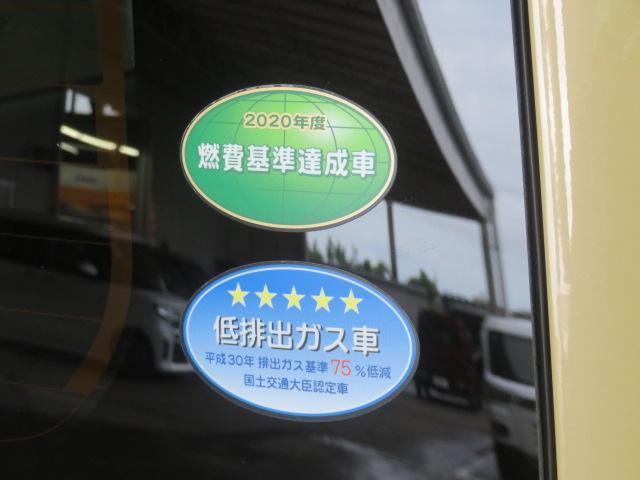 2020年度
燃費基準達成車
低排出ガス車
平成30年 排出ガス基準 75 %低減
国土交通大臣認定車